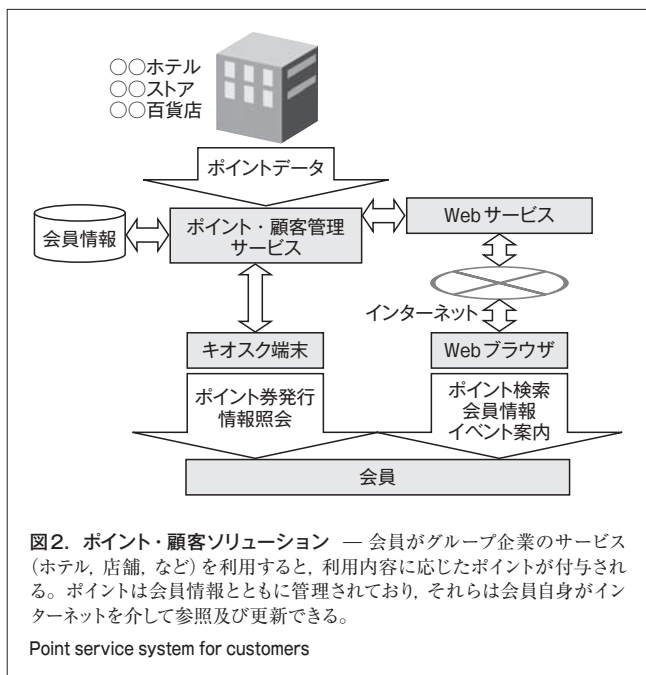 ○○ホテル
○○ストア
○○百貨店
ポイントデータ
会員情報
ポイント・顧客管理
サービス
Webサービス
インターネット
キオスク端末
Webブラウザ
ポイント券発行
情報照会
ポイント検索
会員情報
イベント案内
会員
図2．ポイント・顧客ソリューション — 会員がグループ企業のサービス
（ホテル，店舗，など）を利用すると，利用内容に応じたポイントが付与され
る。ポイントは会員情報とともに管理されており，それらは会員自身がイン
ターネットを介して参照及び更新できる。
Point service system for customers